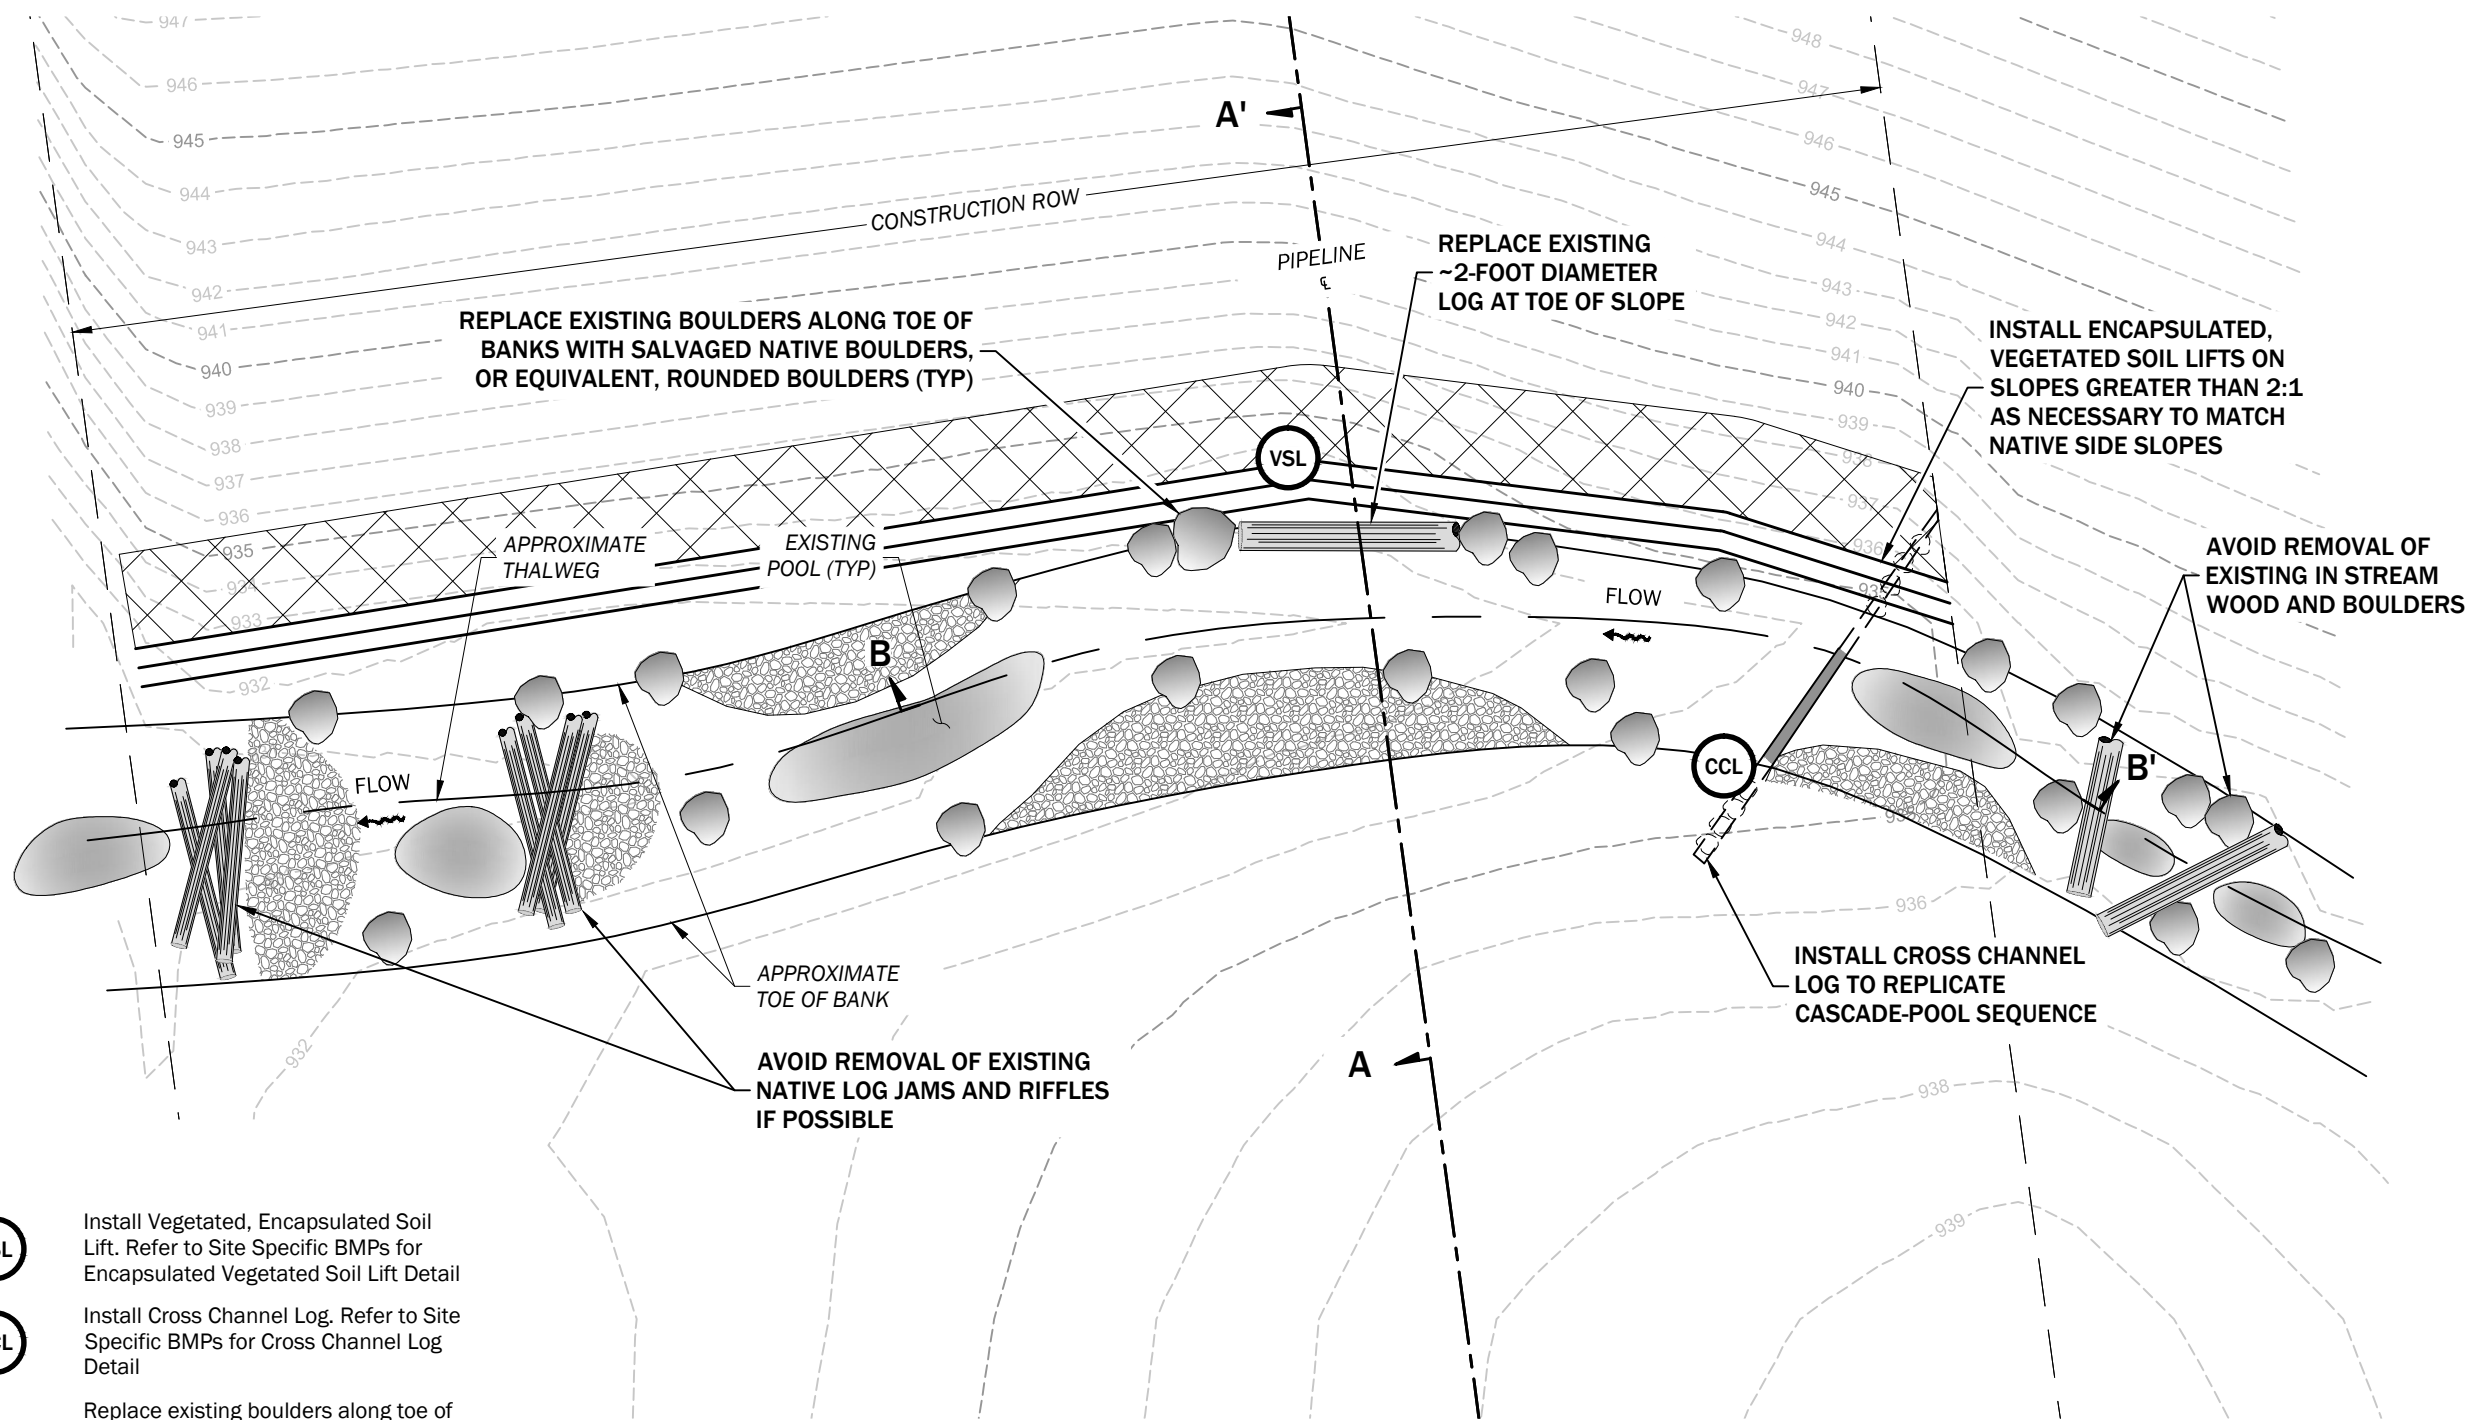 947
946
945
944
943
942
941
940
939
938
937
936
935
934
933
932
948
947
946
945
944
943
942
941
940
939
938
937
936
935
A'
CONSTRUCTION ROW
PIPELINE
℄
REPLACE EXISTING
~2-FOOT DIAMETER
LOG AT TOE OF SLOPE
REPLACE EXISTING BOULDERS ALONG TOE OF
BANKS WITH SALVAGED NATIVE BOULDERS,
OR EQUIVALENT, ROUNDED BOULDERS (TYP)
INSTALL ENCAPSULATED,
VEGETATED SOIL LIFTS ON
SLOPES GREATER THAN 2:1
AS NECESSARY TO MATCH
NATIVE SIDE SLOPES
VSL
APPROXIMATE
THALWEG
EXISTING
POOL (TYP)
AVOID REMOVAL OF
EXISTING IN STREAM
WOOD AND BOULDERS
FLOW
B
FLOW
CCL
B'
936
932
938
939
APPROXIMATE
TOE OF BANK
INSTALL CROSS CHANNEL
LOG TO REPLICATE
CASCADE-POOL SEQUENCE
AVOID REMOVAL OF EXISTING
NATIVE LOG JAMS AND RIFFLES
IF POSSIBLE
A
Install Vegetated, Encapsulated Soil
Lift. Refer to Site Specific BMPs for
Encapsulated Vegetated Soil Lift Detail
Install Cross Channel Log. Refer to Site
Specific BMPs for Cross Channel Log
Detail
Replace existing boulders along toe of